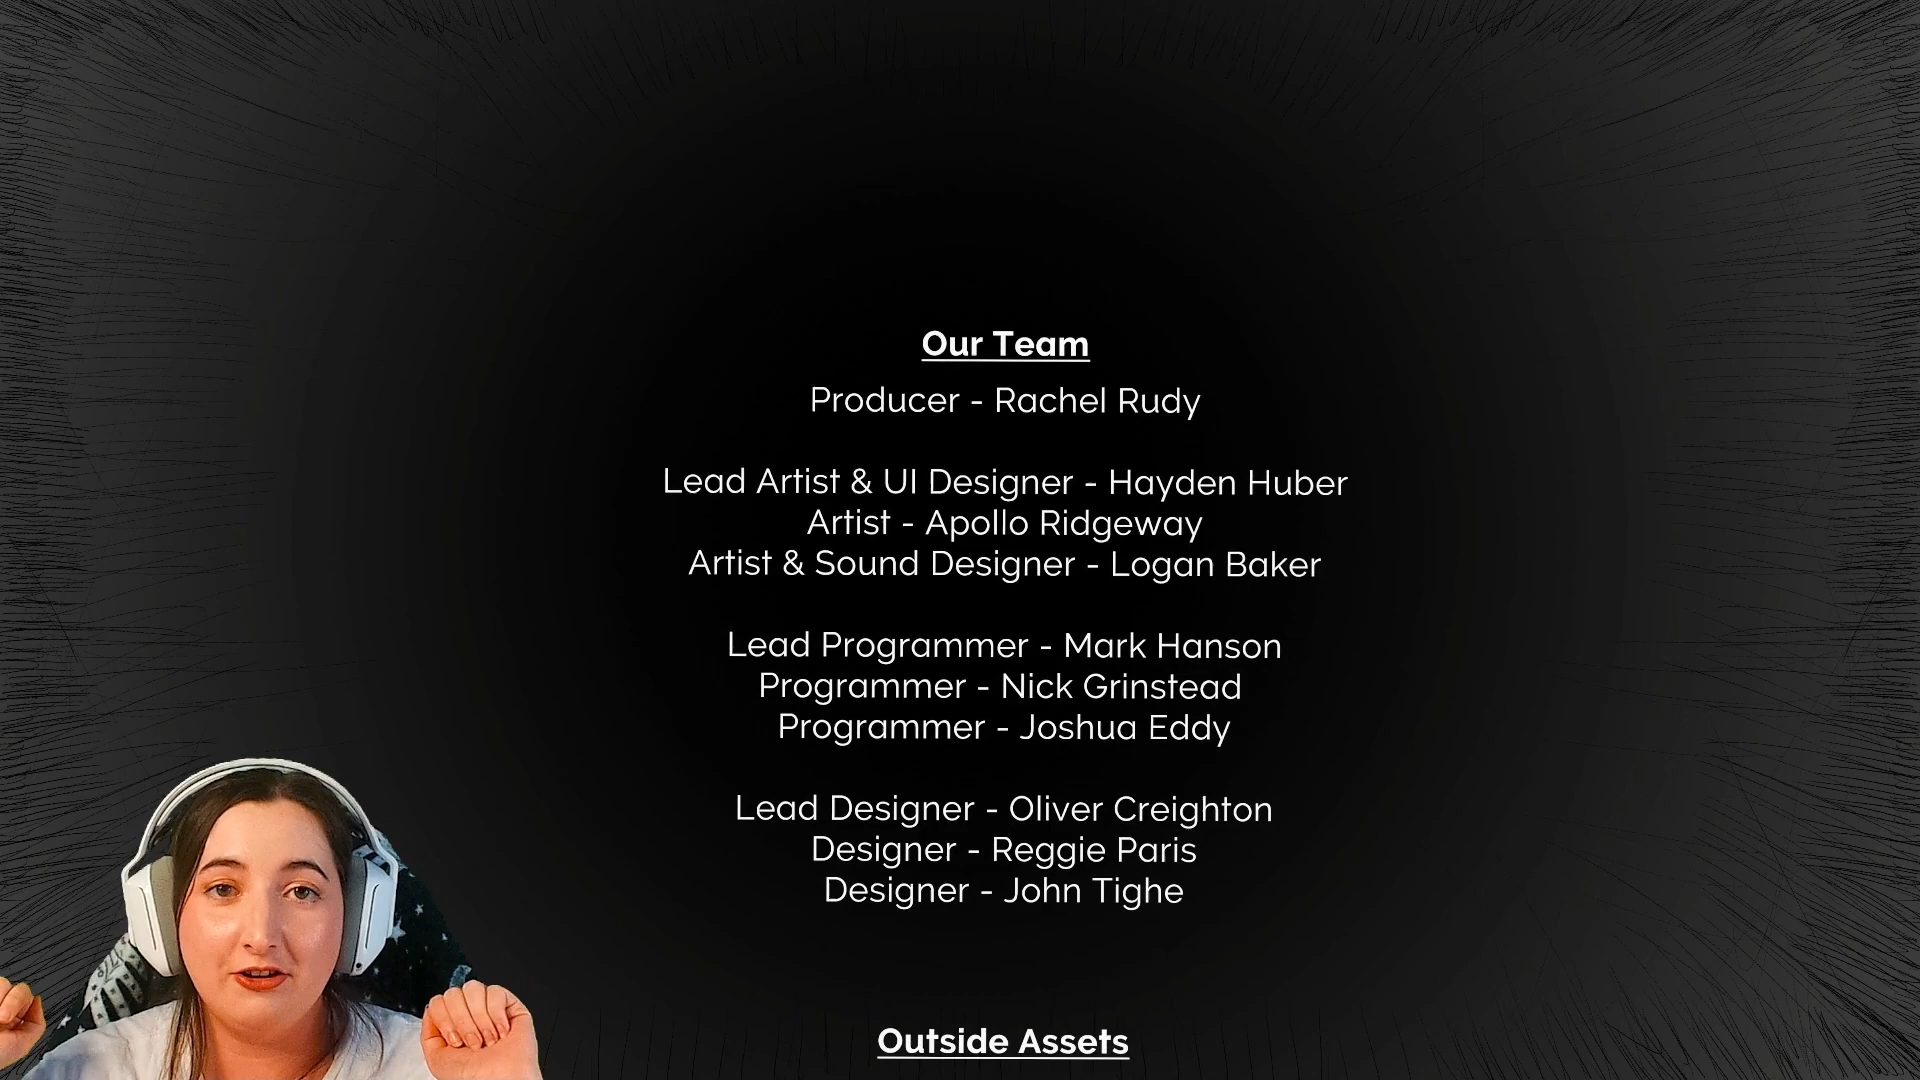 Our Team
Producer - Rachel Rudy
Lead Artist & UI Designer - Hayden Huber
Artist - Apollo Ridgeway
Artist & Sound Designer - Logan Baker
Lead Programmer - Mark Hanson
Programmer - Nick Grinstead
Programmer - Joshua Eddy
Lead Designer - Oliver Creighton
Designer - Reggie Paris
Designer - John Tighe
Outside Assets